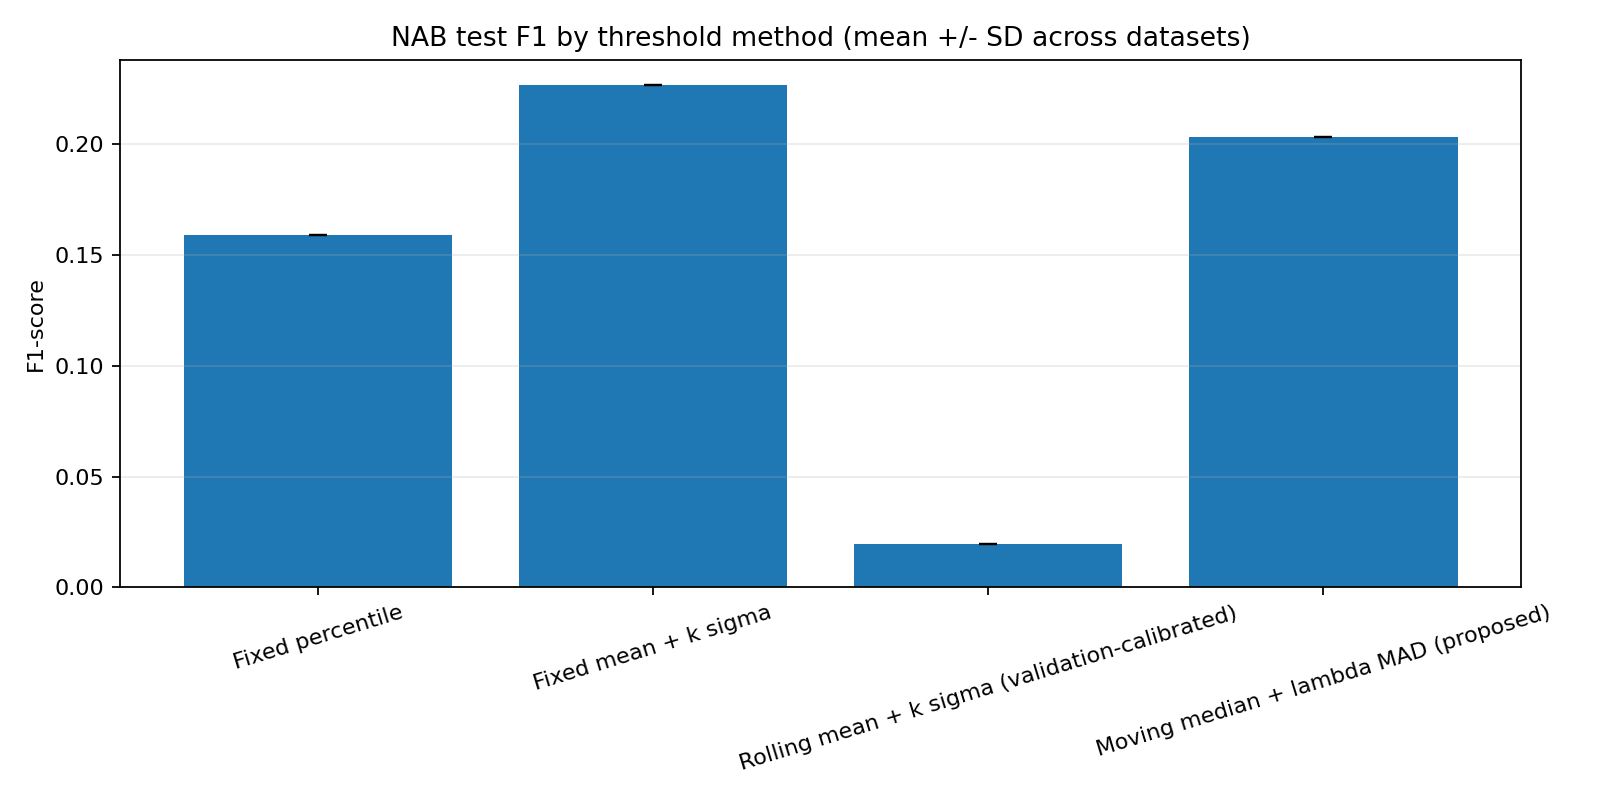 NAB test F1 by threshold method (mean +/- SD across datasets)
F1-score
0.20
0.15
0.10
0.05
0.00
Fixed percentile
Fixed mean + k sigma
Rolling mean + k sigma (validation-calibrated)
Moving median + lambda MAD (proposed)